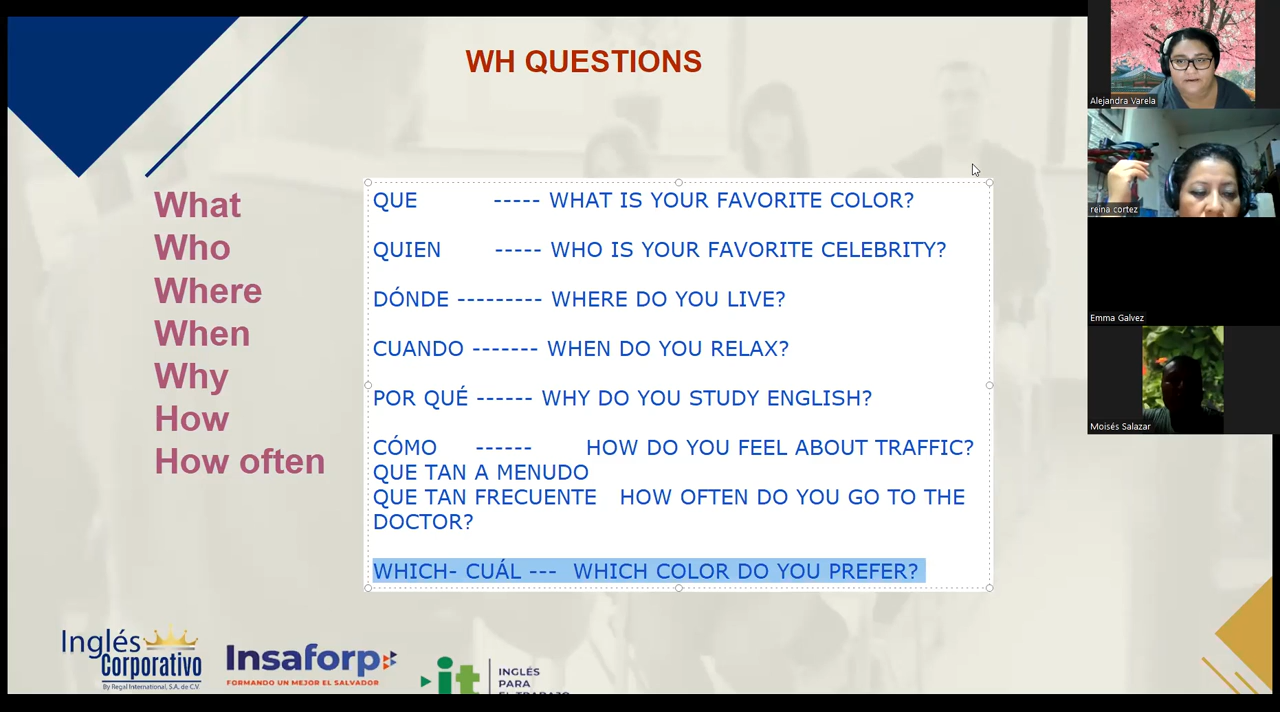 WH QUESTIONS
What
Who
Where
When
Why
How
How often
QUE ----- WHAT IS YOUR FAVORITE COLOR?
QUIEN ----- WHO IS YOUR FAVORITE CELEBRITY?
DÓNDE --------- WHERE DO YOU LIVE?
CUANDO ------- WHEN DO YOU RELAX?
POR QUÉ ------ WHY DO YOU STUDY ENGLISH?
CÓMO ------ HOW DO YOU FEEL ABOUT TRAFFIC?
QUE TAN A MENUDO
QUE TAN FRECUENTE HOW OFTEN DO YOU GO TO THE
DOCTOR?
WHICH- CUÁL --- WHICH COLOR DO YOU PREFER?
Alejandra Varela
reina cortez
Emma Galvez
Moisés Salazar
Inglés
Corporativo
By Regal International, S.A. de C.V.
Insaforp
FORMANDO UN MEJOR EL SALVADOR
it
INGLÉS
PARA
EL TRABAJO